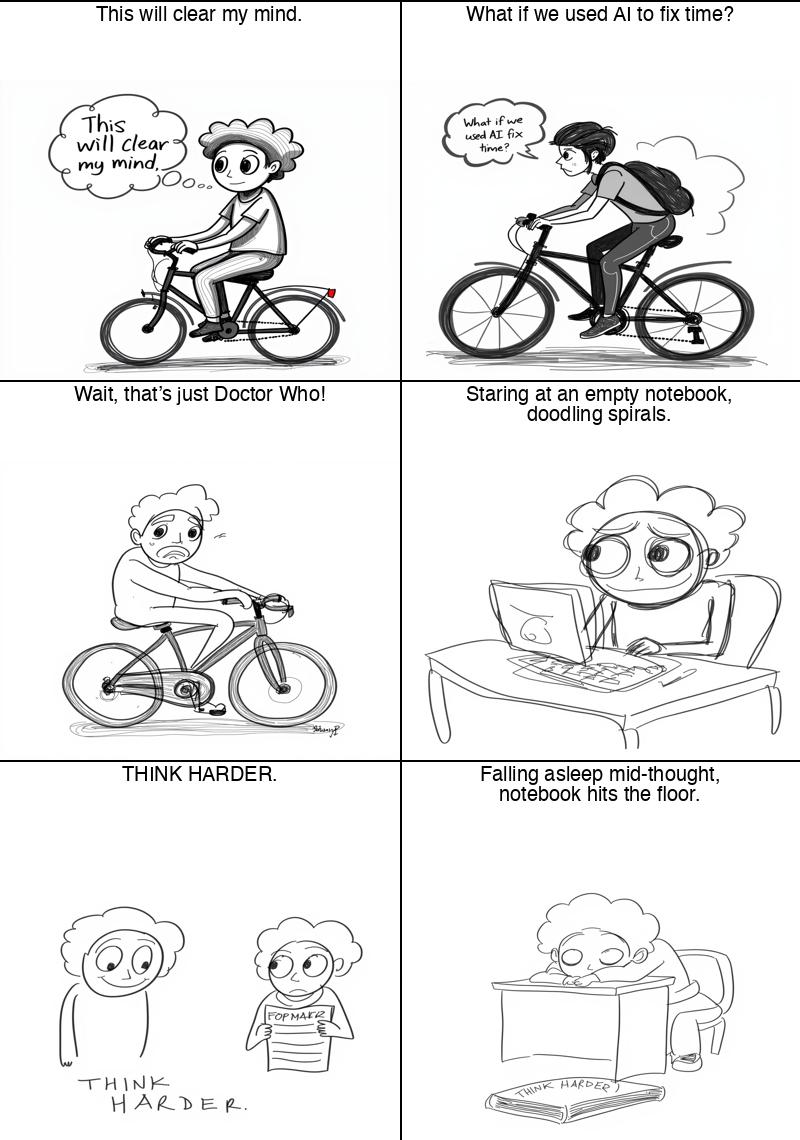 This will clear my mind.
This
will clear
my mind.
What if we used AI to fix time?
What if we
used AI fix
time?
Wait, that's just Doctor Who!
Staring at an empty notebook,
doodling spirals.
THINK HARDER.
FOPMAKR
THINK
HARDER.
Falling asleep mid-thought,
notebook hits the floor.
THINK HARDER)